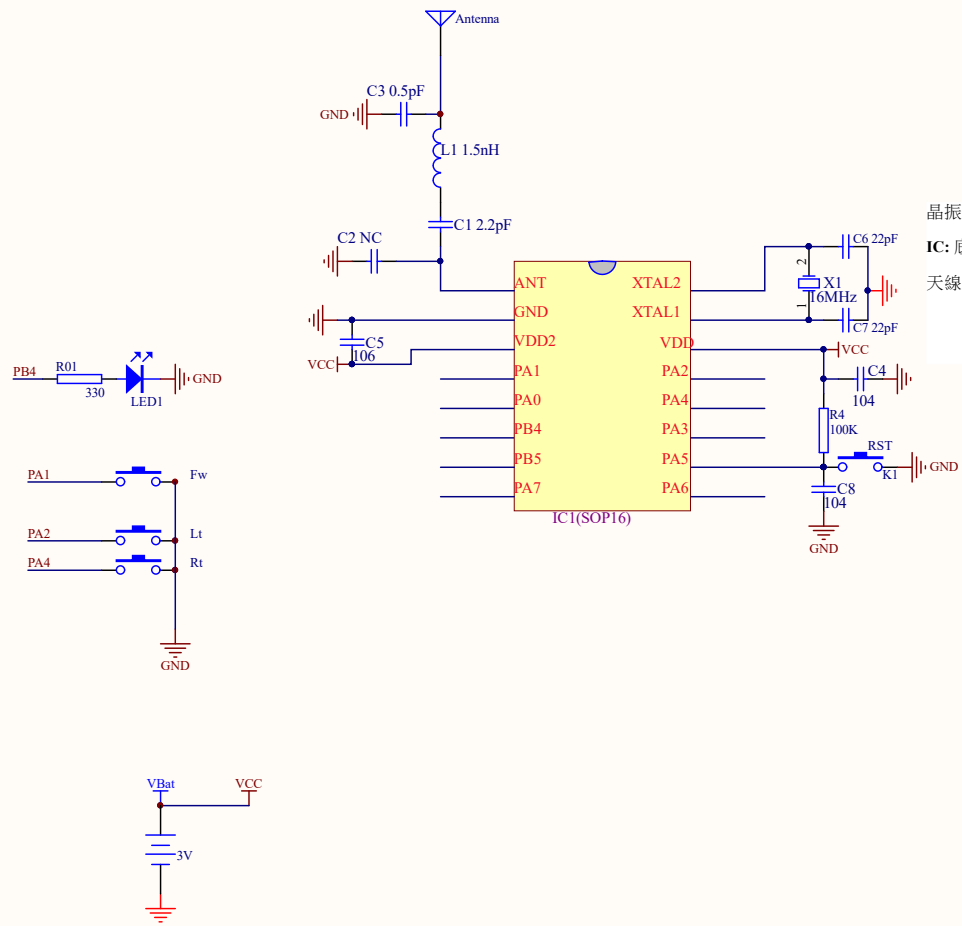 Antenna
C3 0.5pF
GND
L1 1.5nH
C1 2.2pF
C2 NC
晶振
IC:
天線
C6 22pF
2
X1
16MHz
1
C7 22pF
ANT
GND
VDD2
PA1
PA0
PB4
PB5
PA7
XTAL2
XTAL1
VDD
PA2
PA4
PA3
PA5
PA6
IC1(SOP16)
C5
106
VCC
VCC
C4
104
R4
100K
RST
K1
GND
C8
104
GND
PB4
R01
330
LED1
GND
PA1
Fw
PA2
Lt
PA4
Rt
GND
VBat
VCC
3V